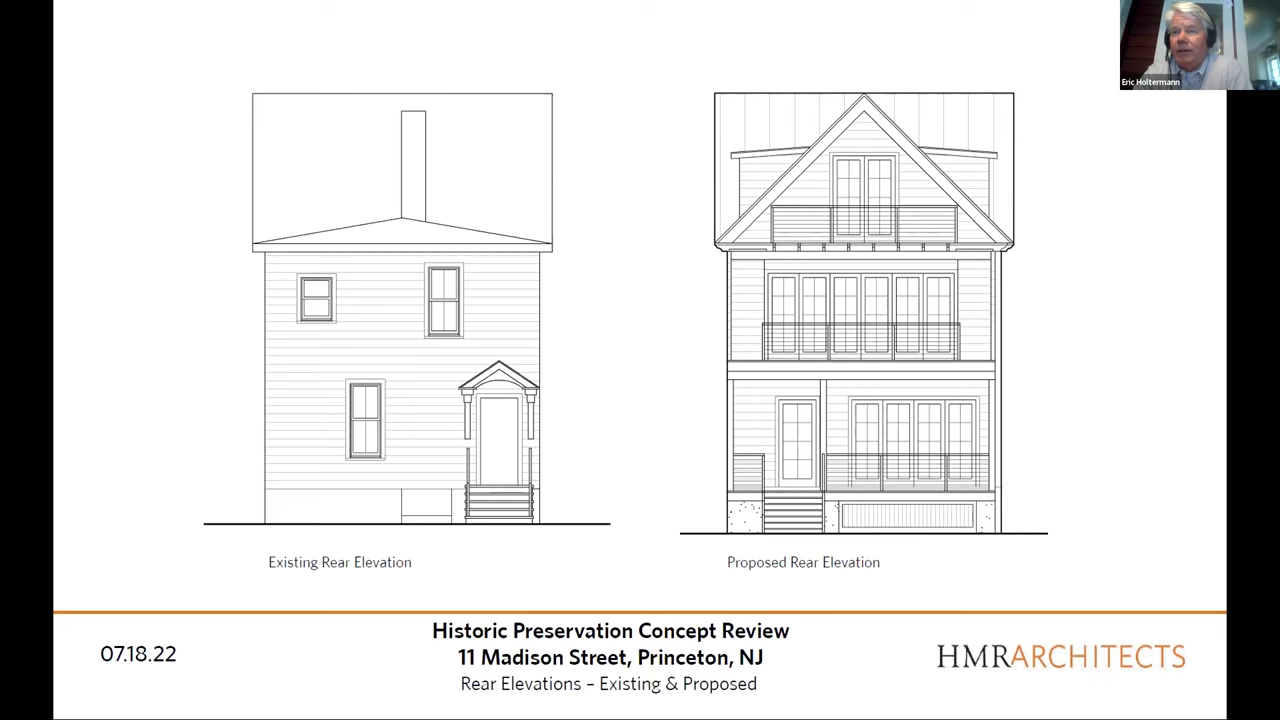 Eric Holtermann
Existing Rear Elevation
Proposed Rear Elevation
07.18.22
Historic Preservation Concept Review
11 Madison Street, Princeton, NJ
Rear Elevations – Existing & Proposed
HMRARCHITECTS